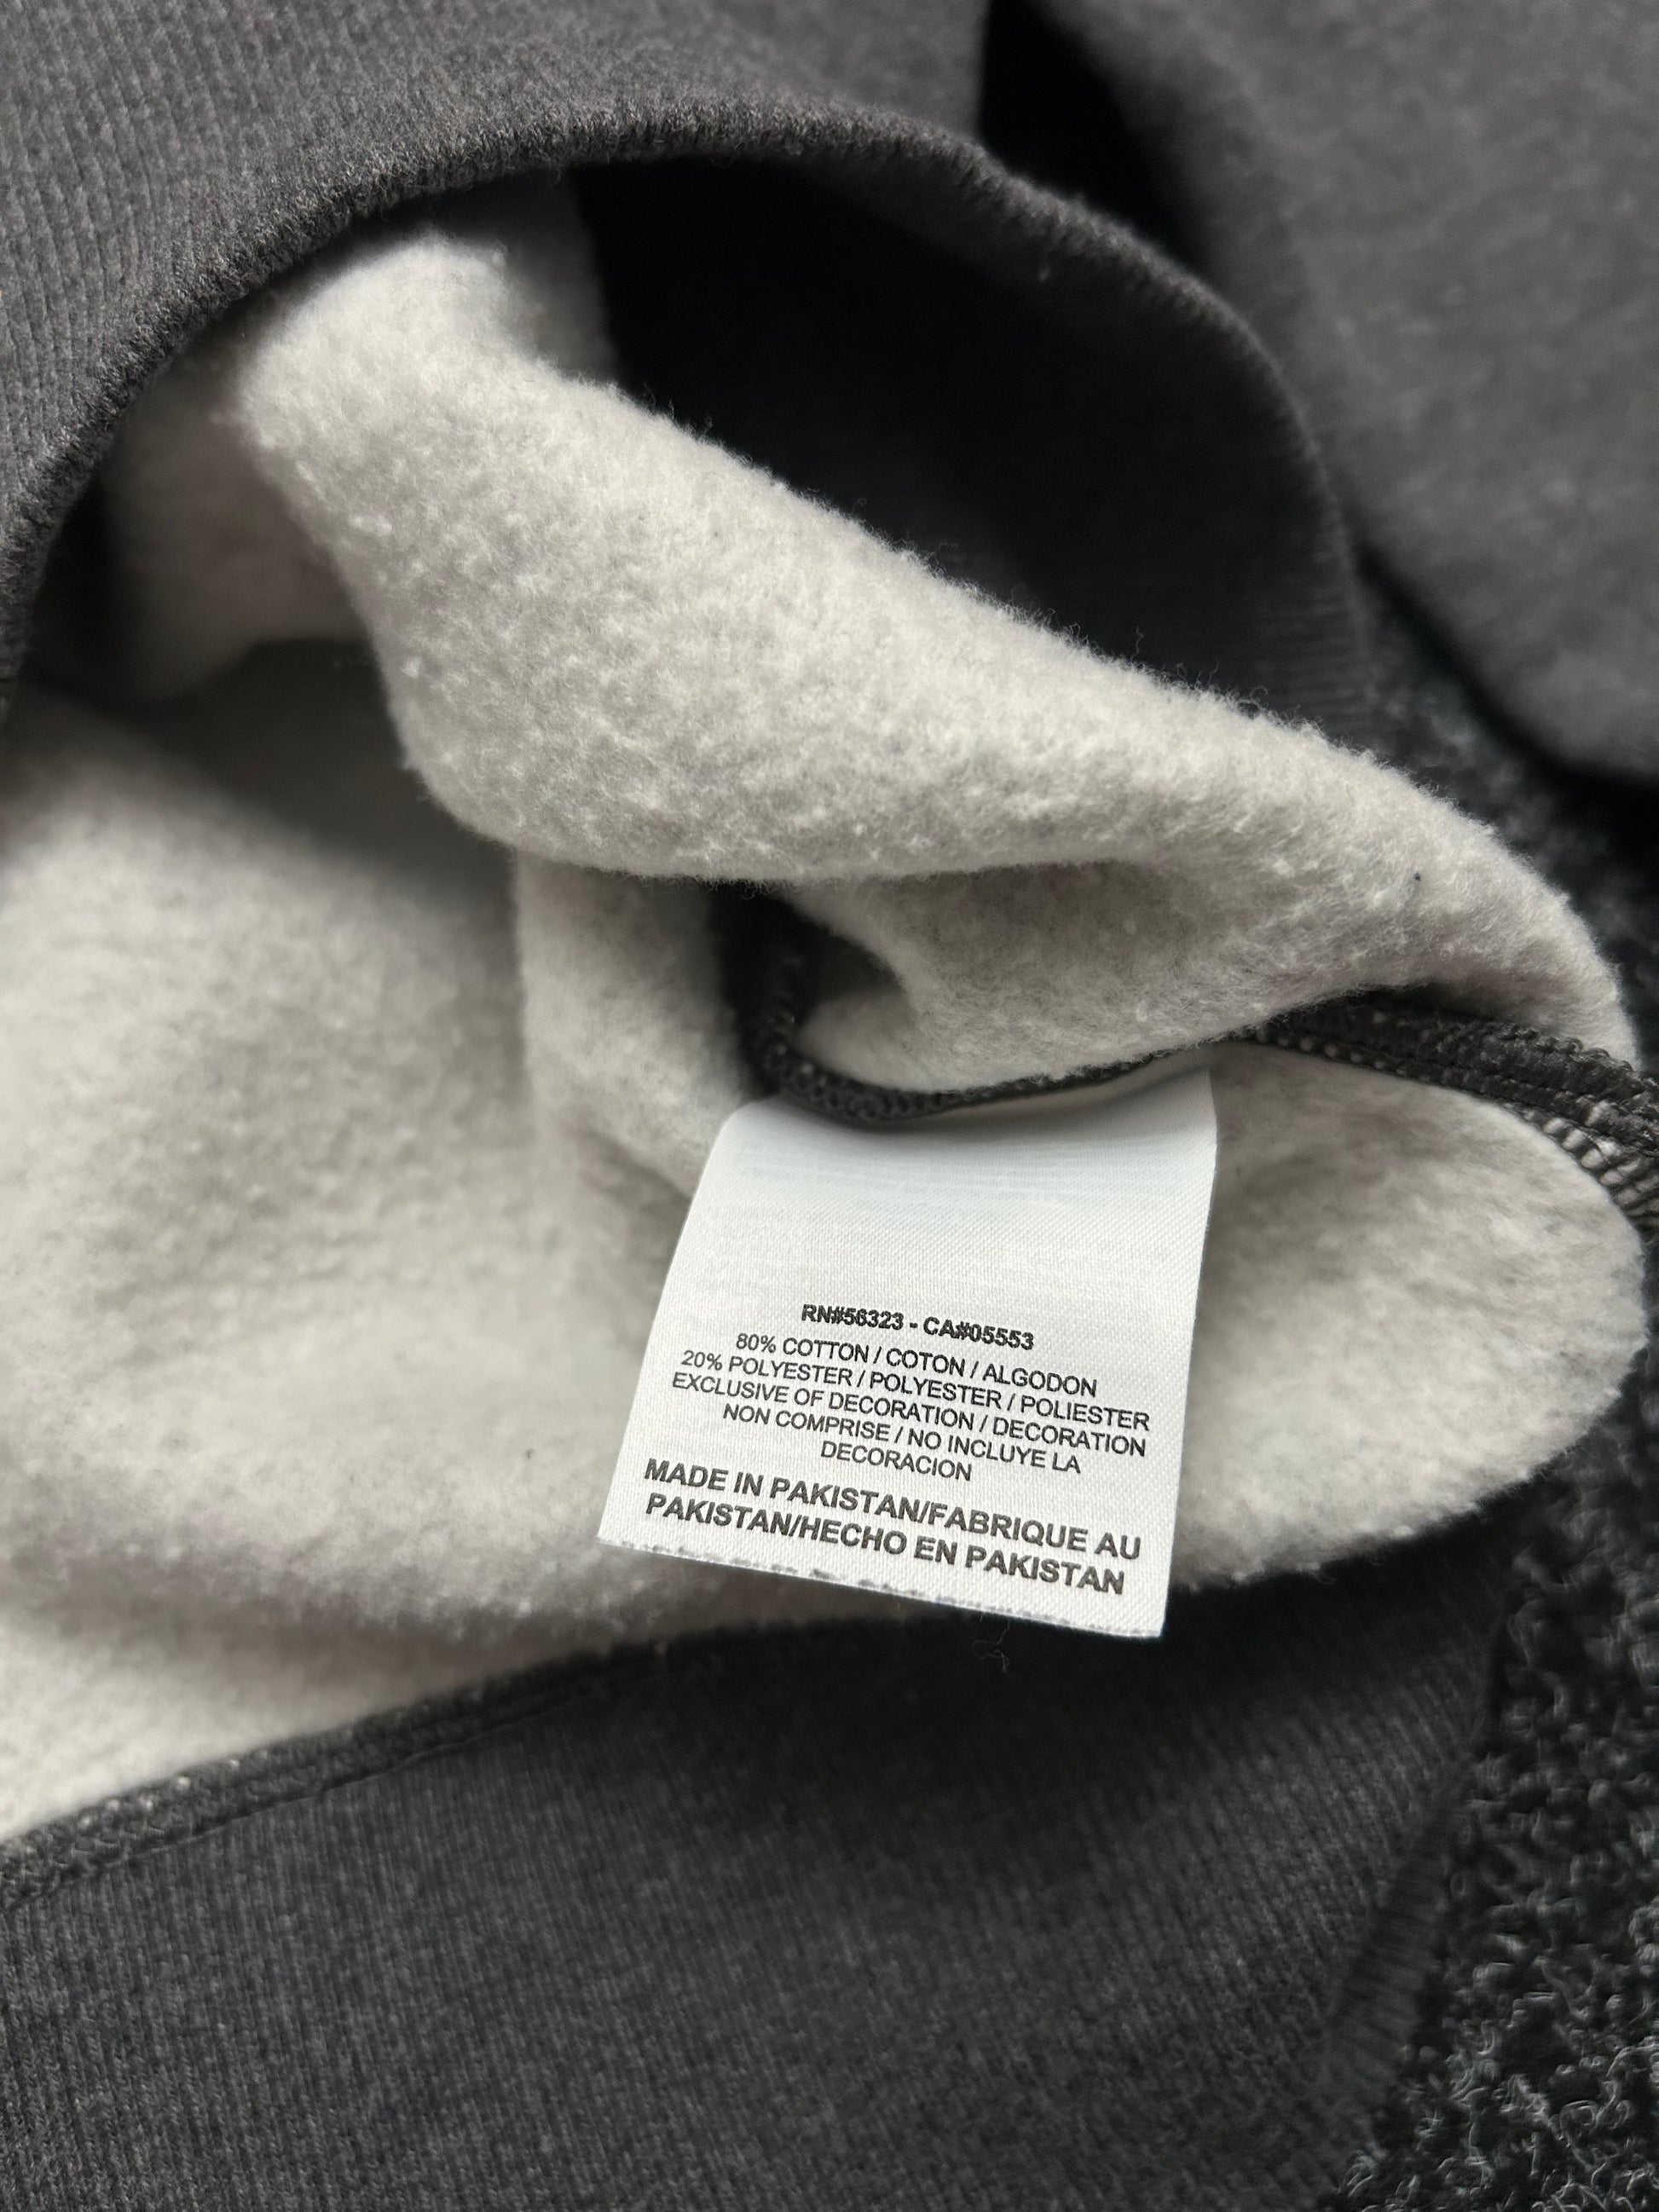 RN#56323 - CA#05553
80% COTTON / COTON / ALGODON
20% POLYESTER / POLYESTER / POLIESTER
EXCLUSIVE OF DECORATION / DECORATION
NON COMPRISE / NO INCLUYE LA
DECORACION
MADE IN PAKISTAN/FABRIQUE AU
PAKISTAN/HECHO EN PAKISTAN